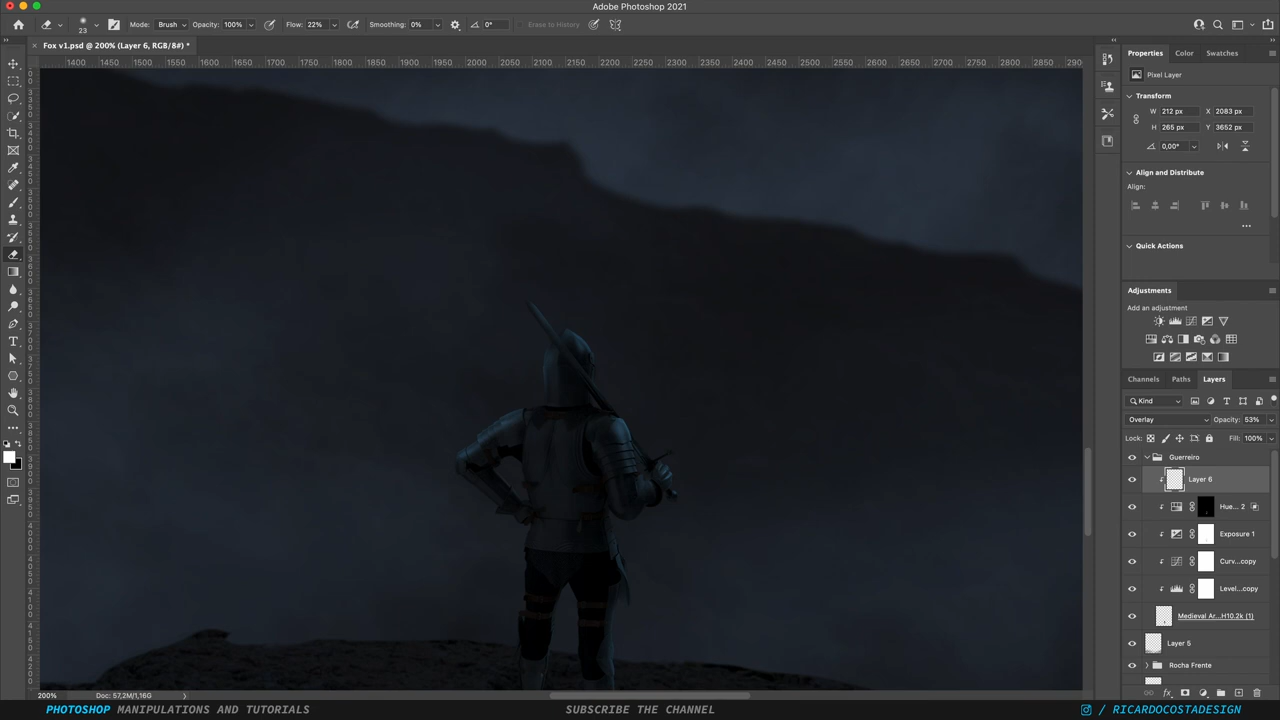 Adobe Photoshop 2021
23
Mode: Brush
Opacity: 100%
Flow: 22%
Smoothing: 0%
0°
Erase to History
Fox v1.psd @ 200% (Layer 6, RGB/8#) *
1400 1450 1500 1550 1600 1650 1700 1750 1800 1850 1900 1950 2000 2050 2100 2150 2200 2250 2300 2350 2400 2450 2500 2550 2600 2650 2700 2750 2800 2850 290
Properties Color Swatches
Pixel Layer
Transform
W 212 px X 2083 px
H 265 px Y 3652 px
0,00°
Align and Distribute
Align:
Quick Actions
Adjustments
Add an adjustment
Channels Paths Layers
Kind
Overlay Opacity: 53%
Lock: Fill: 100%
Guerreiro
Layer 6
Hue... 2
Exposure 1
Curv...copy
Level...copy
Medieval Ar...H10.2k (1)
Layer 5
Rocha Frente
200% Doc: 57,2M/1,16G
PHOTOSHOP MANIPULATIONS AND TUTORIALS
SUBSCRIBE THE CHANNEL
/ RICARDOCOSTADESIGN